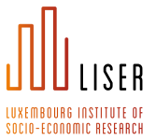 LISER
LUXEMBOURG INSTITUTE OF
SOCIO-ECONOMIC RESEARCH